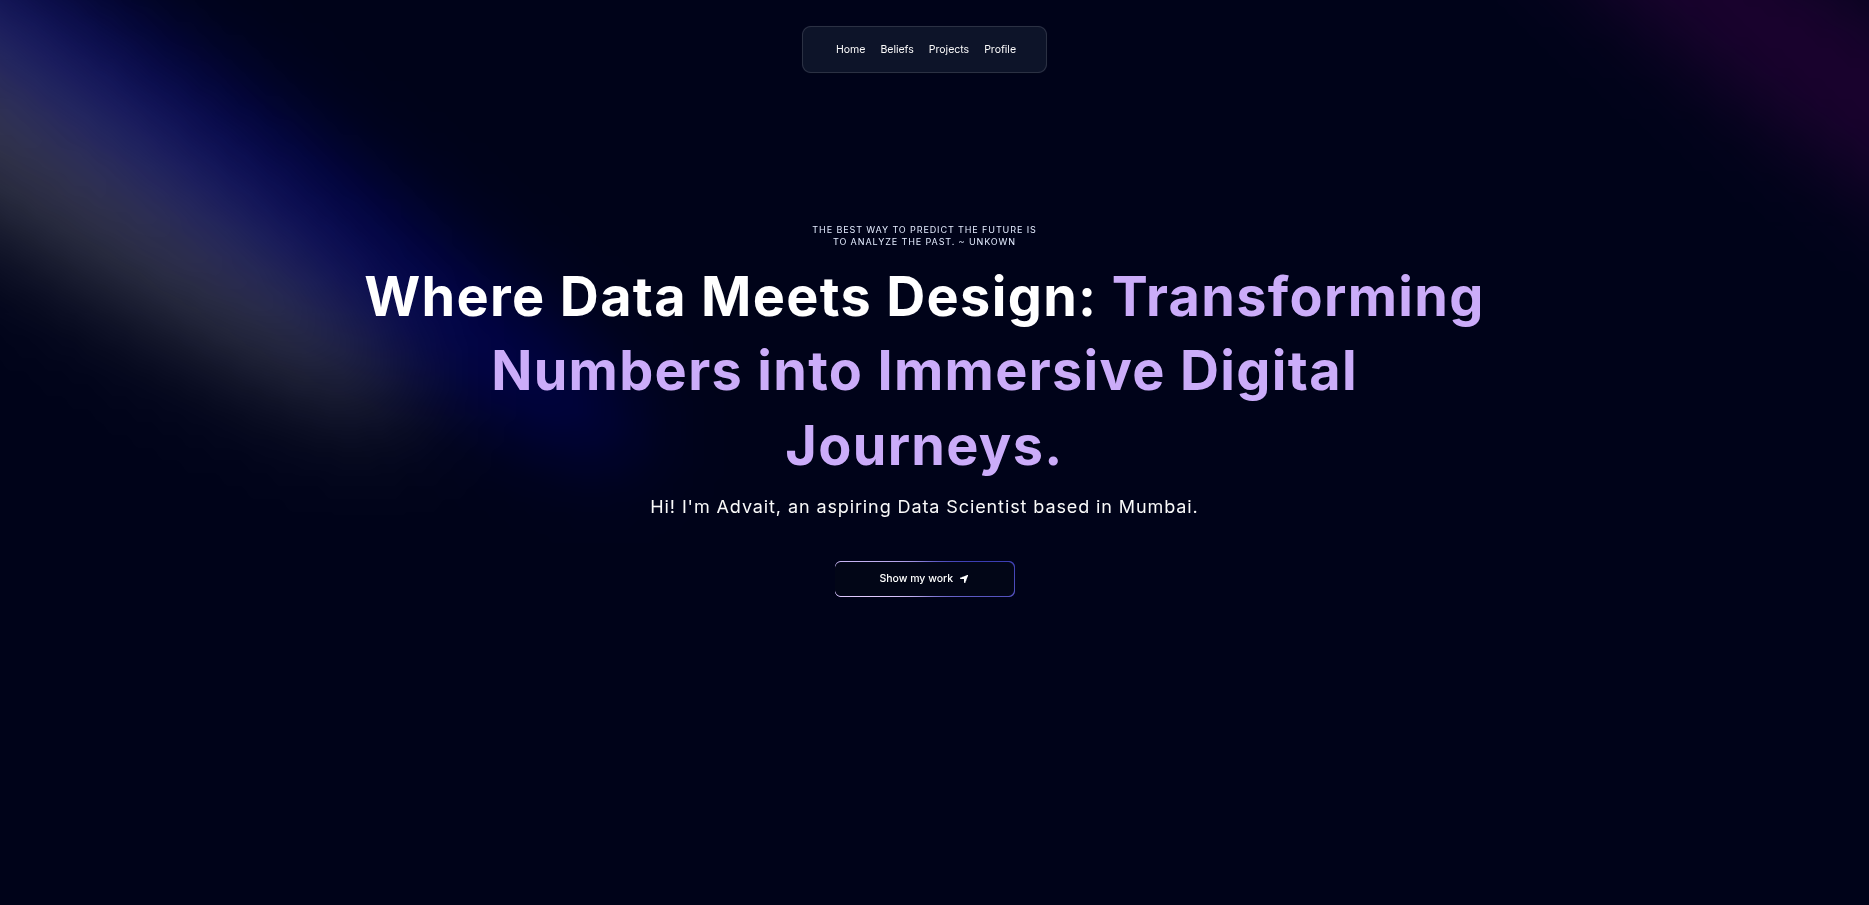 Home Beliefs Projects Profile
THE BEST WAY TO PREDICT THE FUTURE IS
TO ANALYZE THE PAST. ~ UNKOWN
Where Data Meets Design: Transforming
Numbers into Immersive Digital
Journeys.
Hi! I'm Advait, an aspiring Data Scientist based in Mumbai.
Show my work